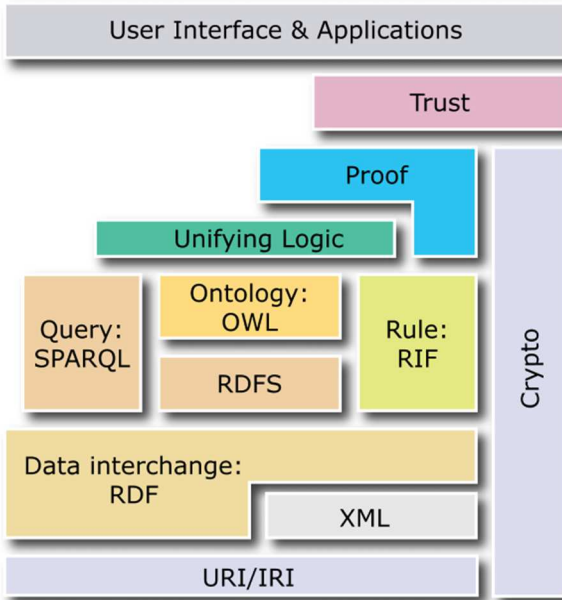 User Interface & Applications
Trust
Proof
Unifying Logic
Query:
SPARQL
Ontology:
OWL
RDFS
Rule:
RIF
Crypto
Data interchange:
RDF
XML
URI/IRI